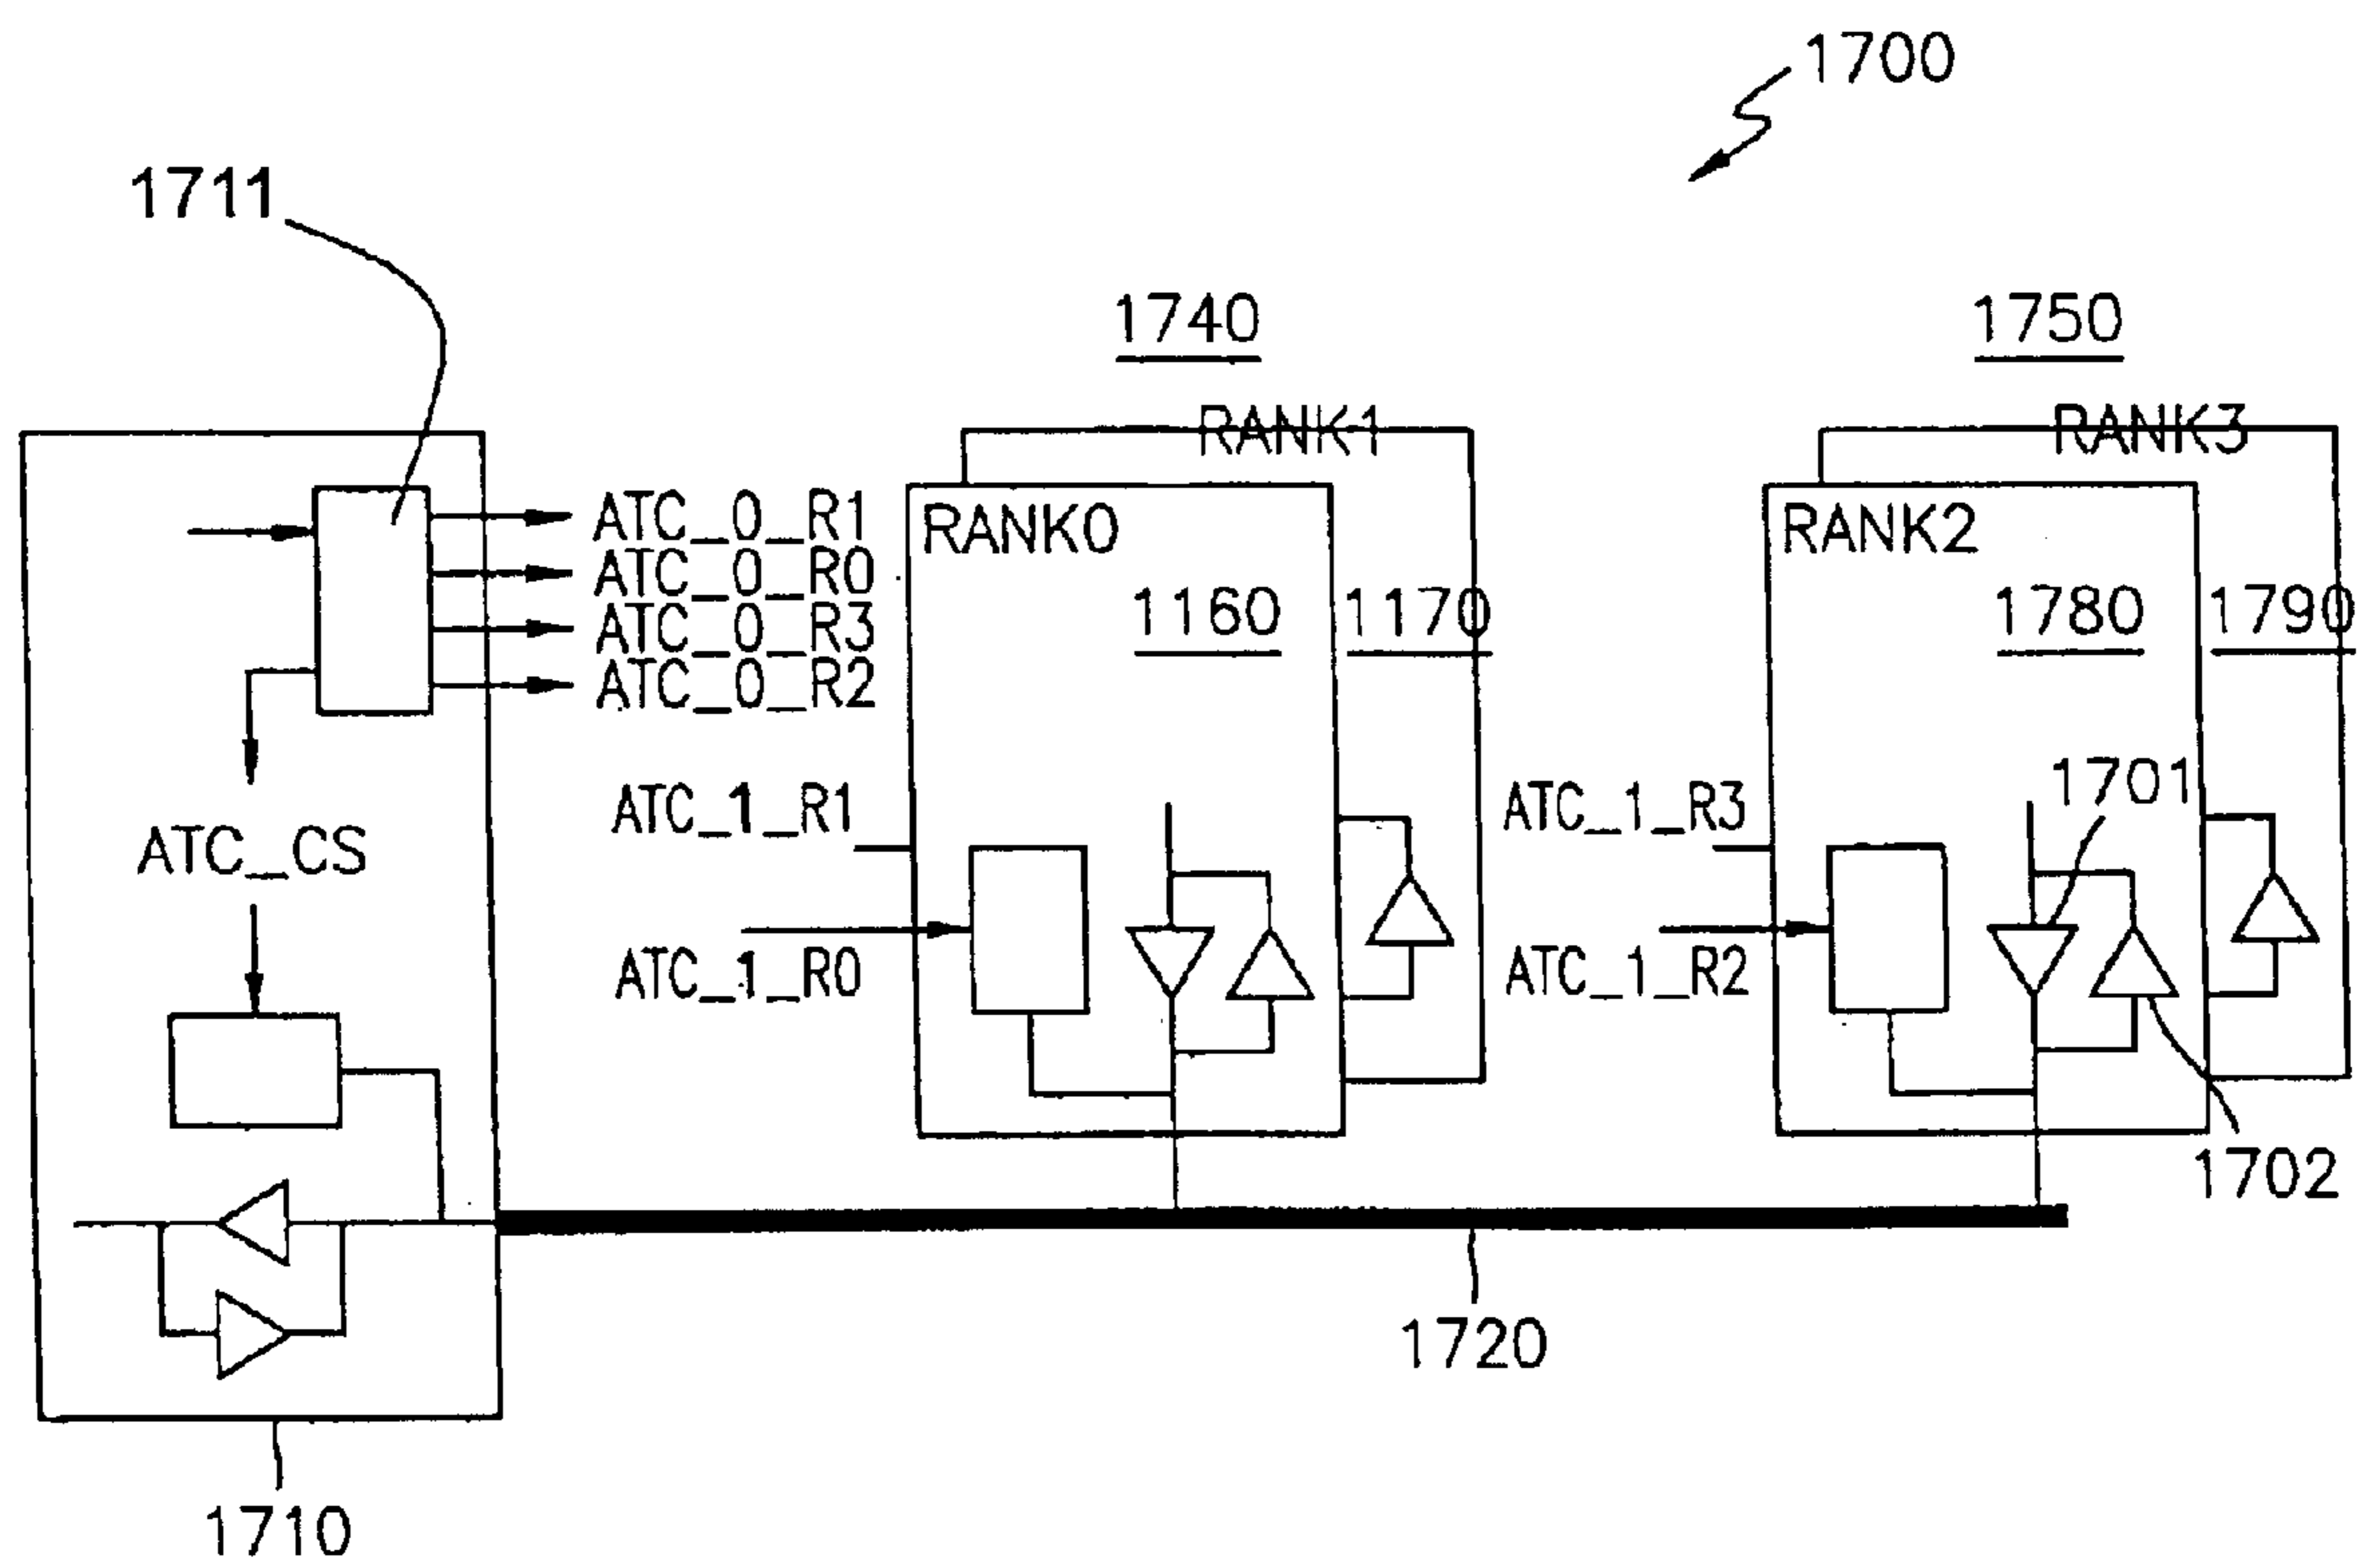 1700
1711
1740
1750
RANK1
RANK3
RANK0
RANK2
ATC_0_R1
ATC_0_R0
ATC_0_R3
ATC_0_R2
1160
1170
1780
1790
ATC_1_R1
ATC_1_R3
1701
ATC_CS
ATC_1_R0
ATC_1_R2
1702
1720
1710